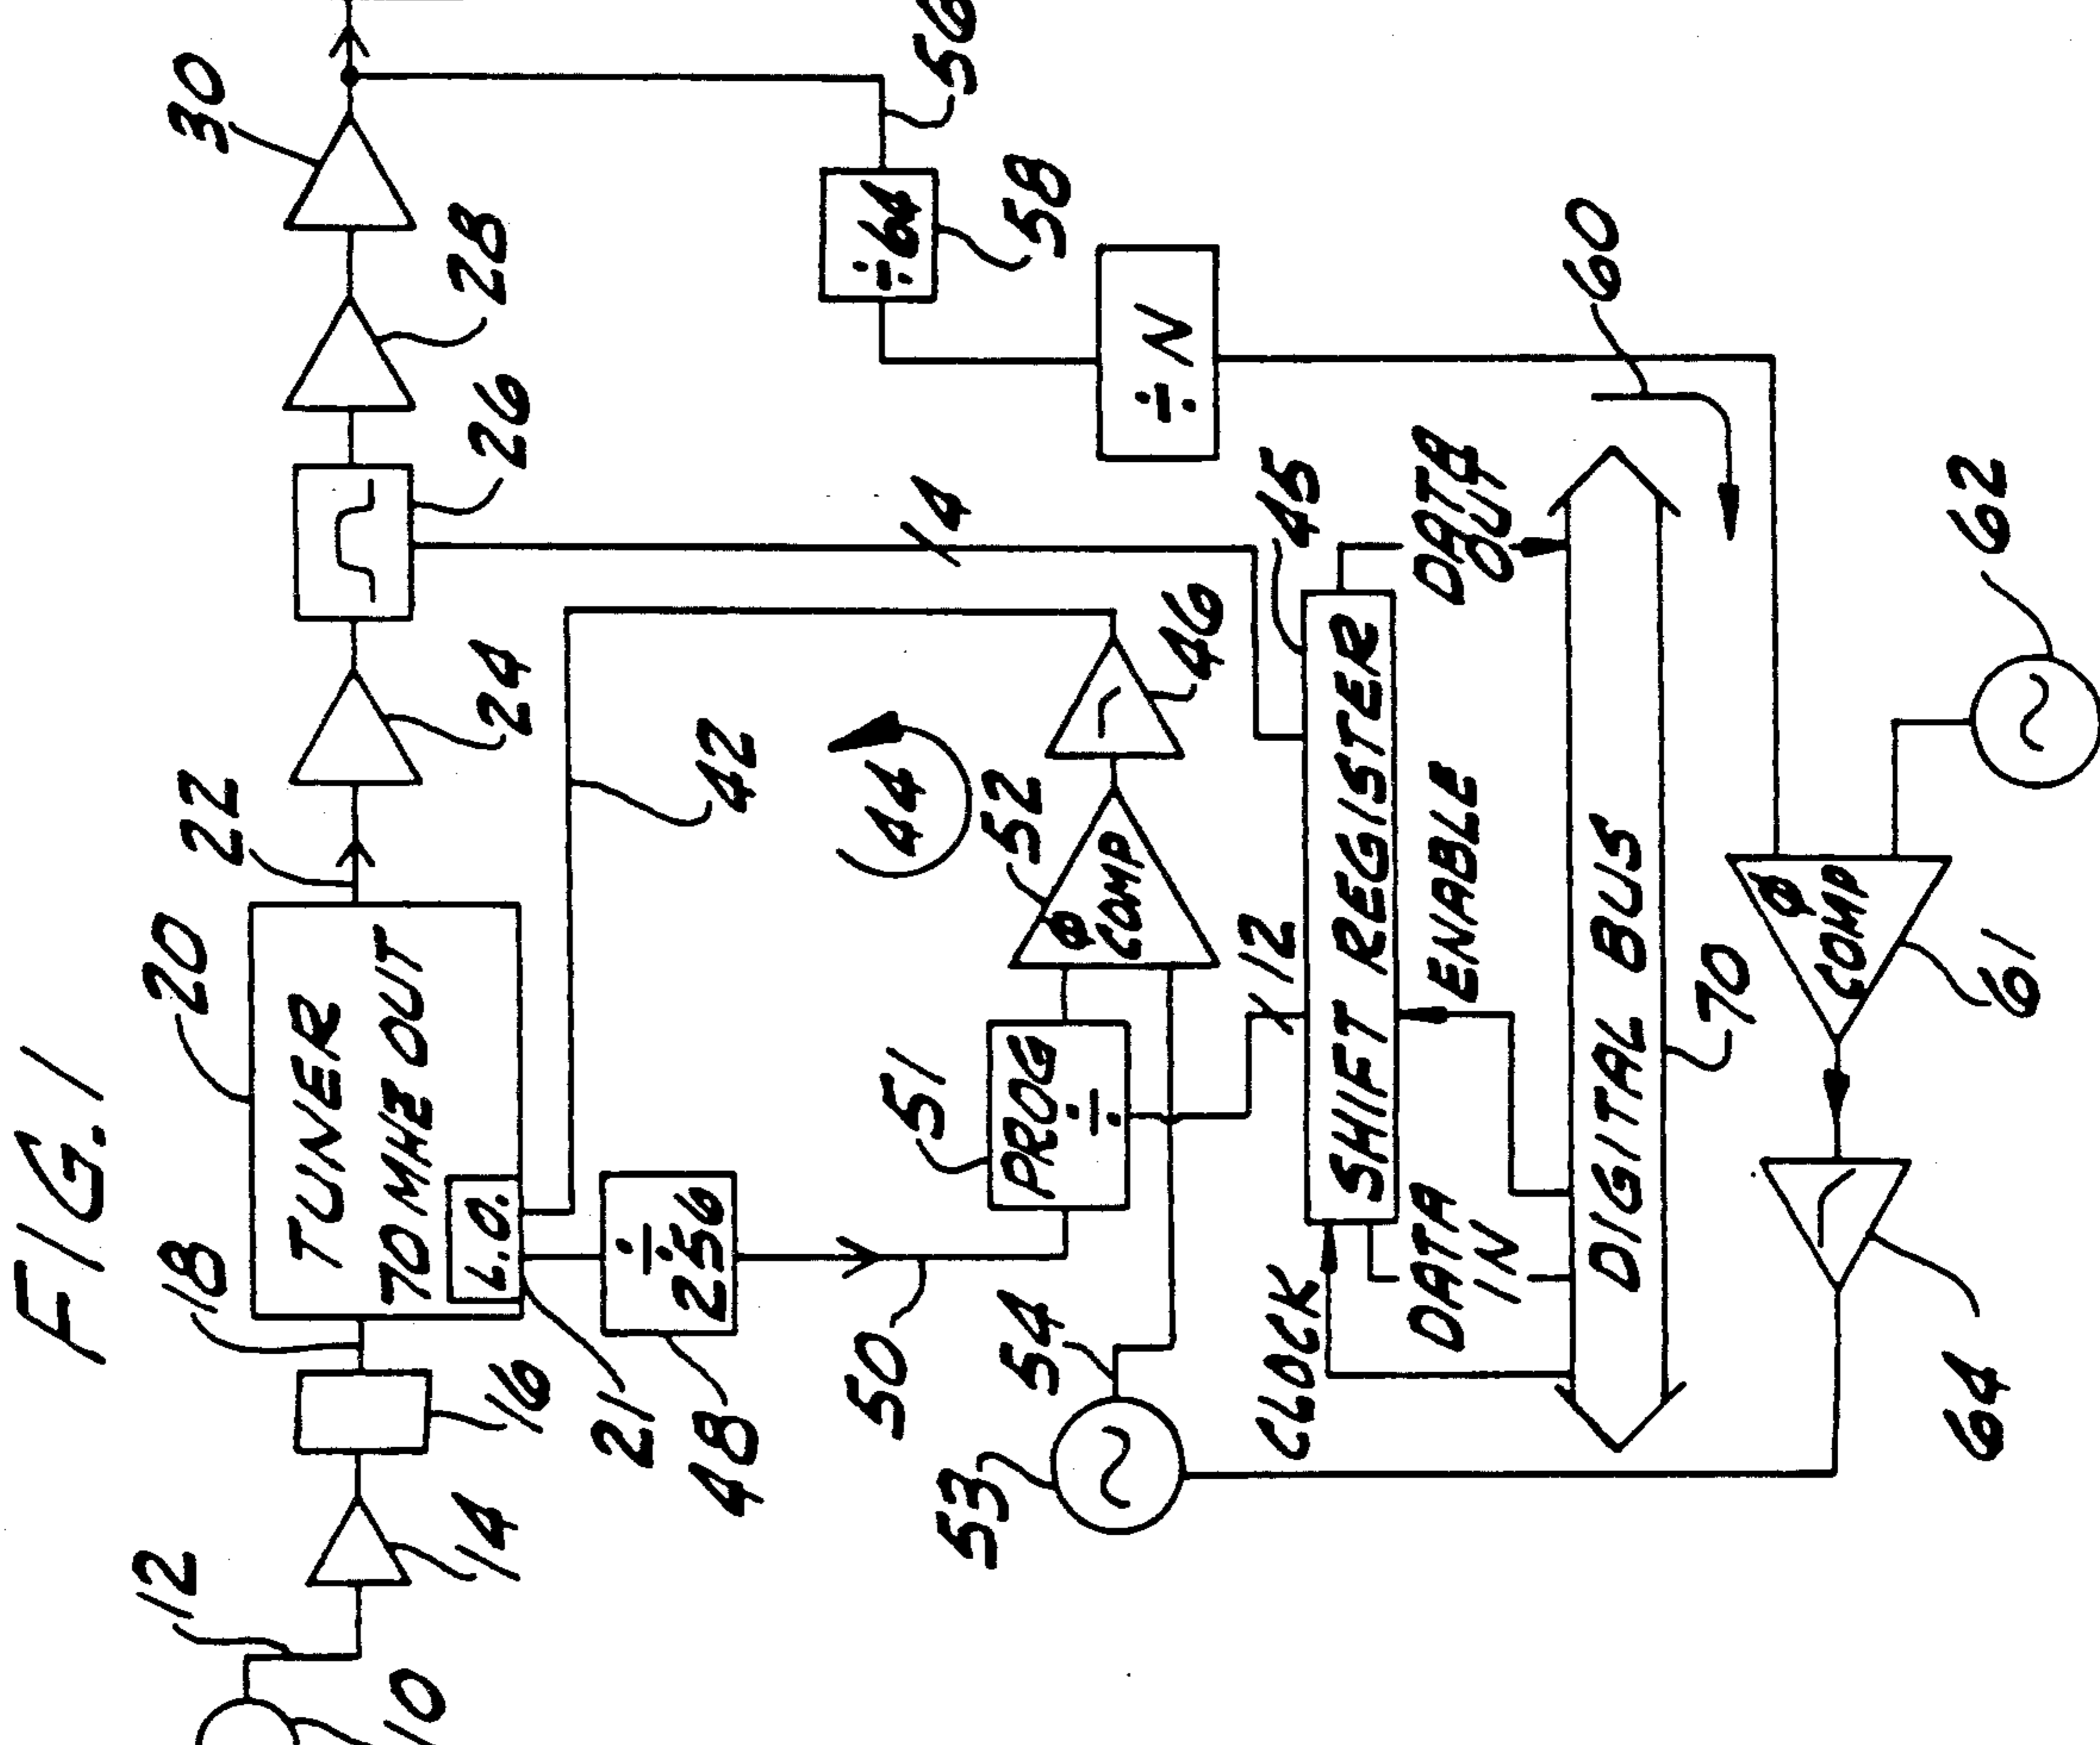 FIG. 1
10
12
14
16
18
20
TUNER
70 MHZ OUT
L.O.
21
22
24
26
28
30
÷
256
48
42
44
14
50
51
PROG
÷
52
Ø
COMP
46
÷64
58
56
÷N
53
54
12
45
SHIFT REGISTER
CLOCK
DATA
IN
ENABLE
DATA
OUT
DIGITAL BUS
70
60
Ø
COMP
61
62
64